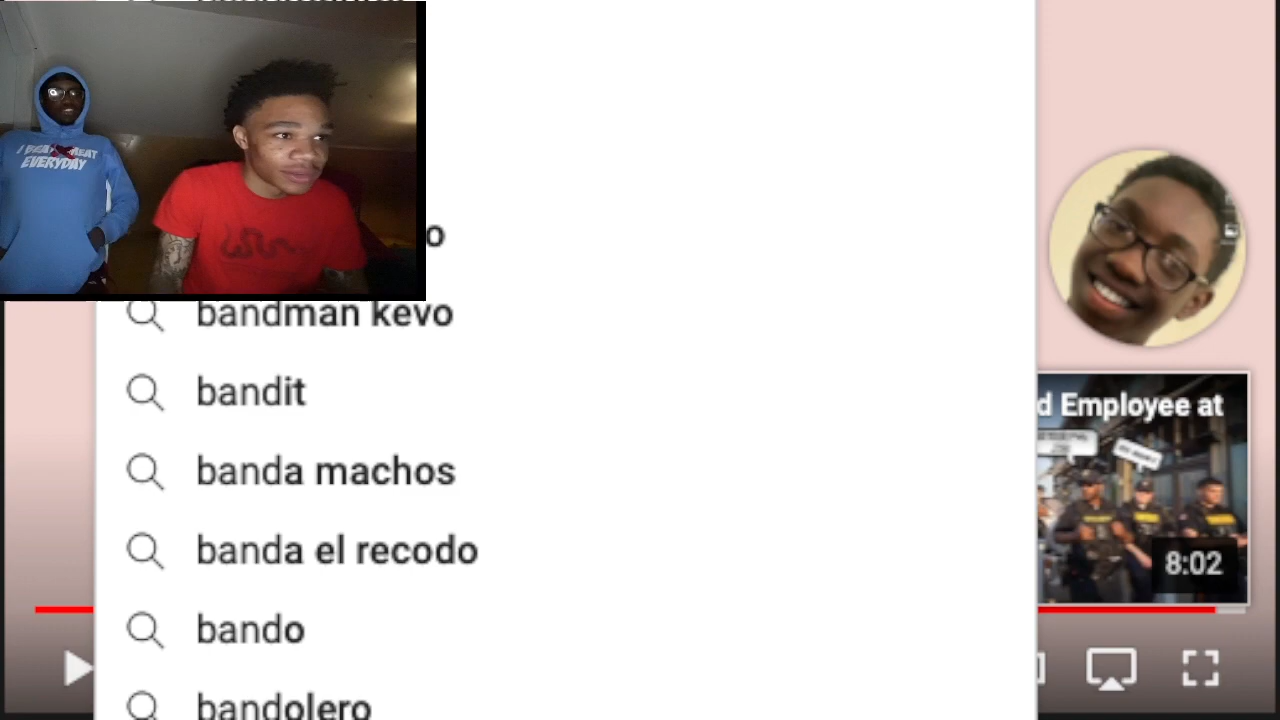 EVERYDAY
bandman kevo
bandit
banda machos
banda el recodo
bando
bandolero
d Employee at
8:02